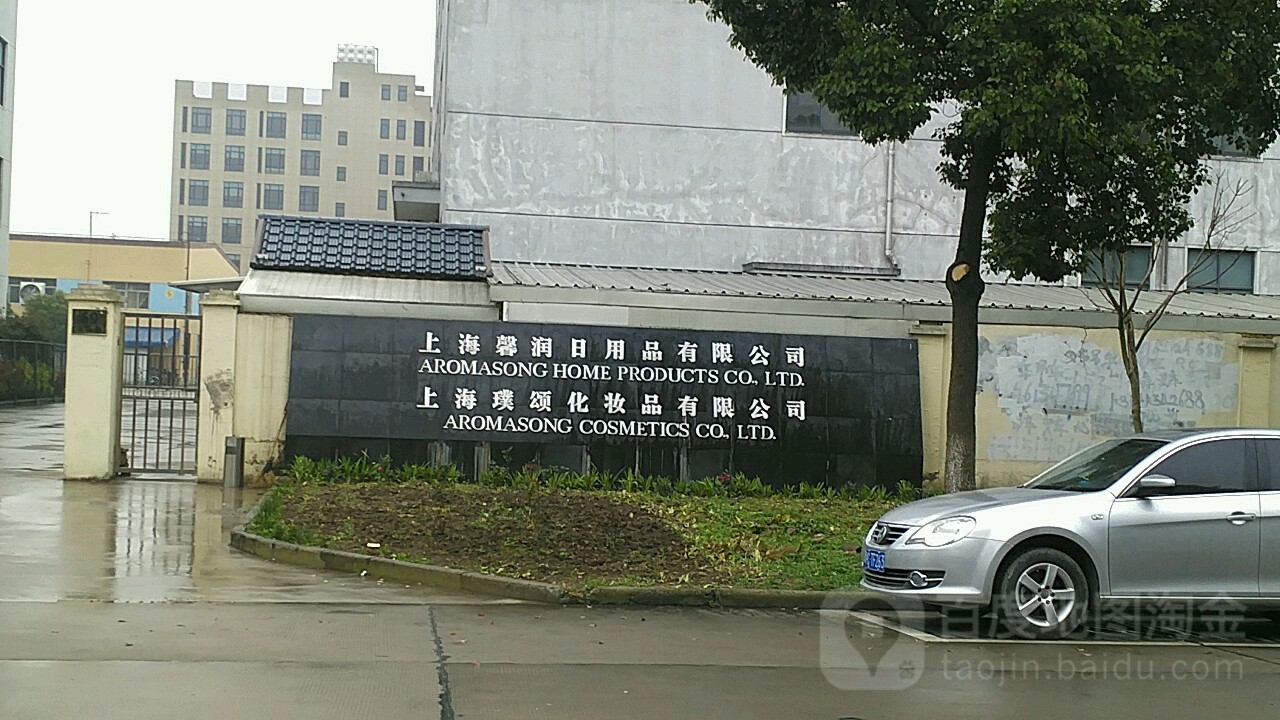 上海馨润日用品有限公司
AROMASONG HOME PRODUCTS CO., LTD.
上海璞颂化妆品有限公司
AROMASONG COSMETICS CO., LTD.
百度地图淘金
taojin.baidu.com